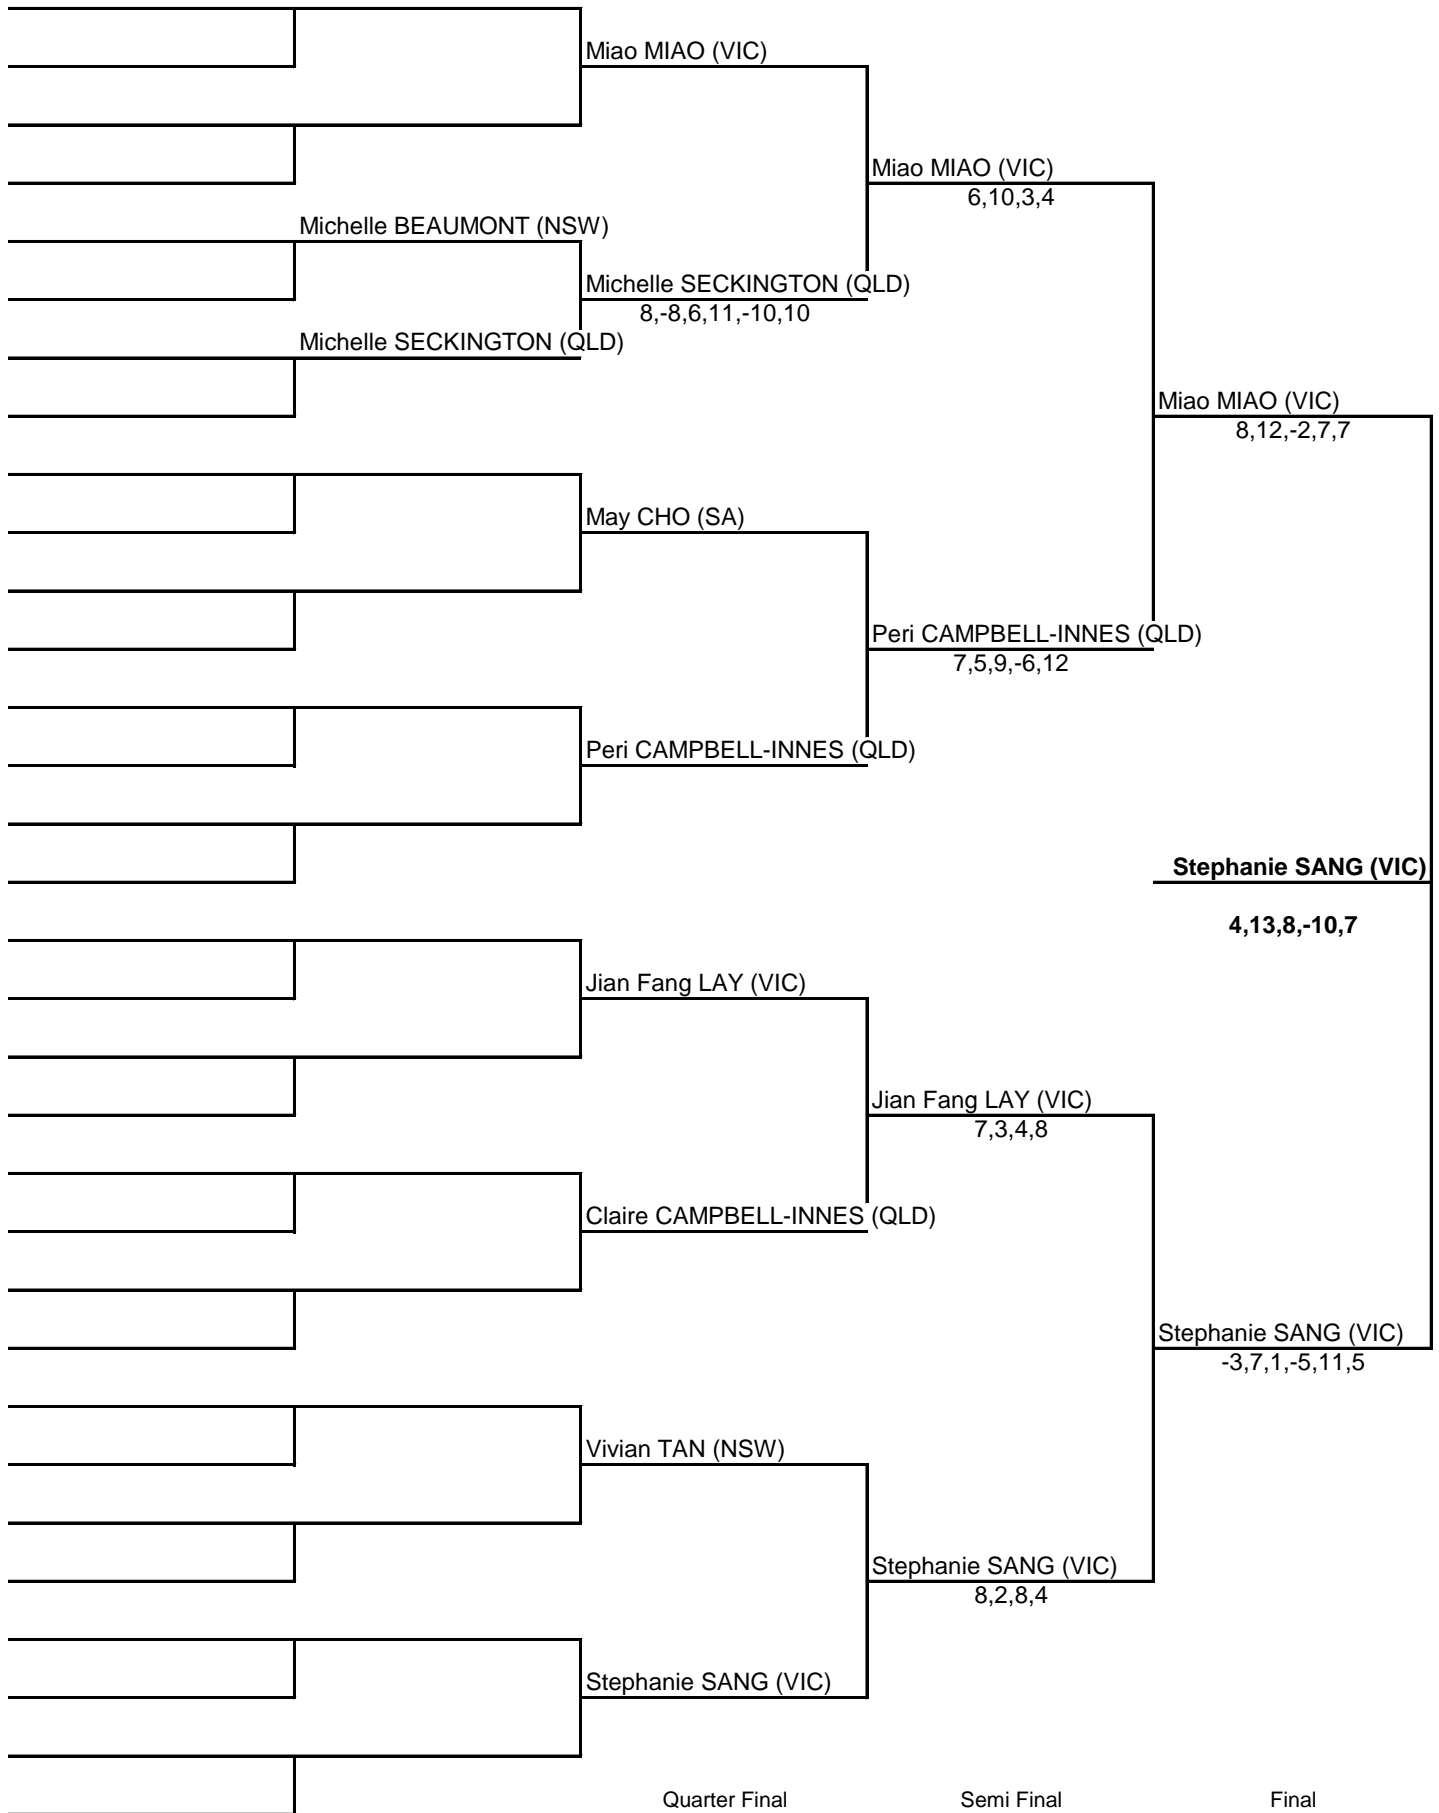 Miao MIAO (VIC)
Miao MIAO (VIC)
6,10,3,4
Michelle BEAUMONT (NSW)
Michelle SECKINGTON (QLD)
8,-8,6,11,-10,10
Michelle SECKINGTON (QLD)
Miao MIAO (VIC)
8,12,-2,7,7
May CHO (SA)
Peri CAMPBELL-INNES (QLD)
7,5,9,-6,12
Peri CAMPBELL-INNES (QLD)
Stephanie SANG (VIC)
4,13,8,-10,7
Jian Fang LAY (VIC)
Jian Fang LAY (VIC)
7,3,4,8
Claire CAMPBELL-INNES (QLD)
Stephanie SANG (VIC)
-3,7,1,-5,11,5
Vivian TAN (NSW)
Stephanie SANG (VIC)
8,2,8,4
Stephanie SANG (VIC)
Quarter Final Semi Final Final